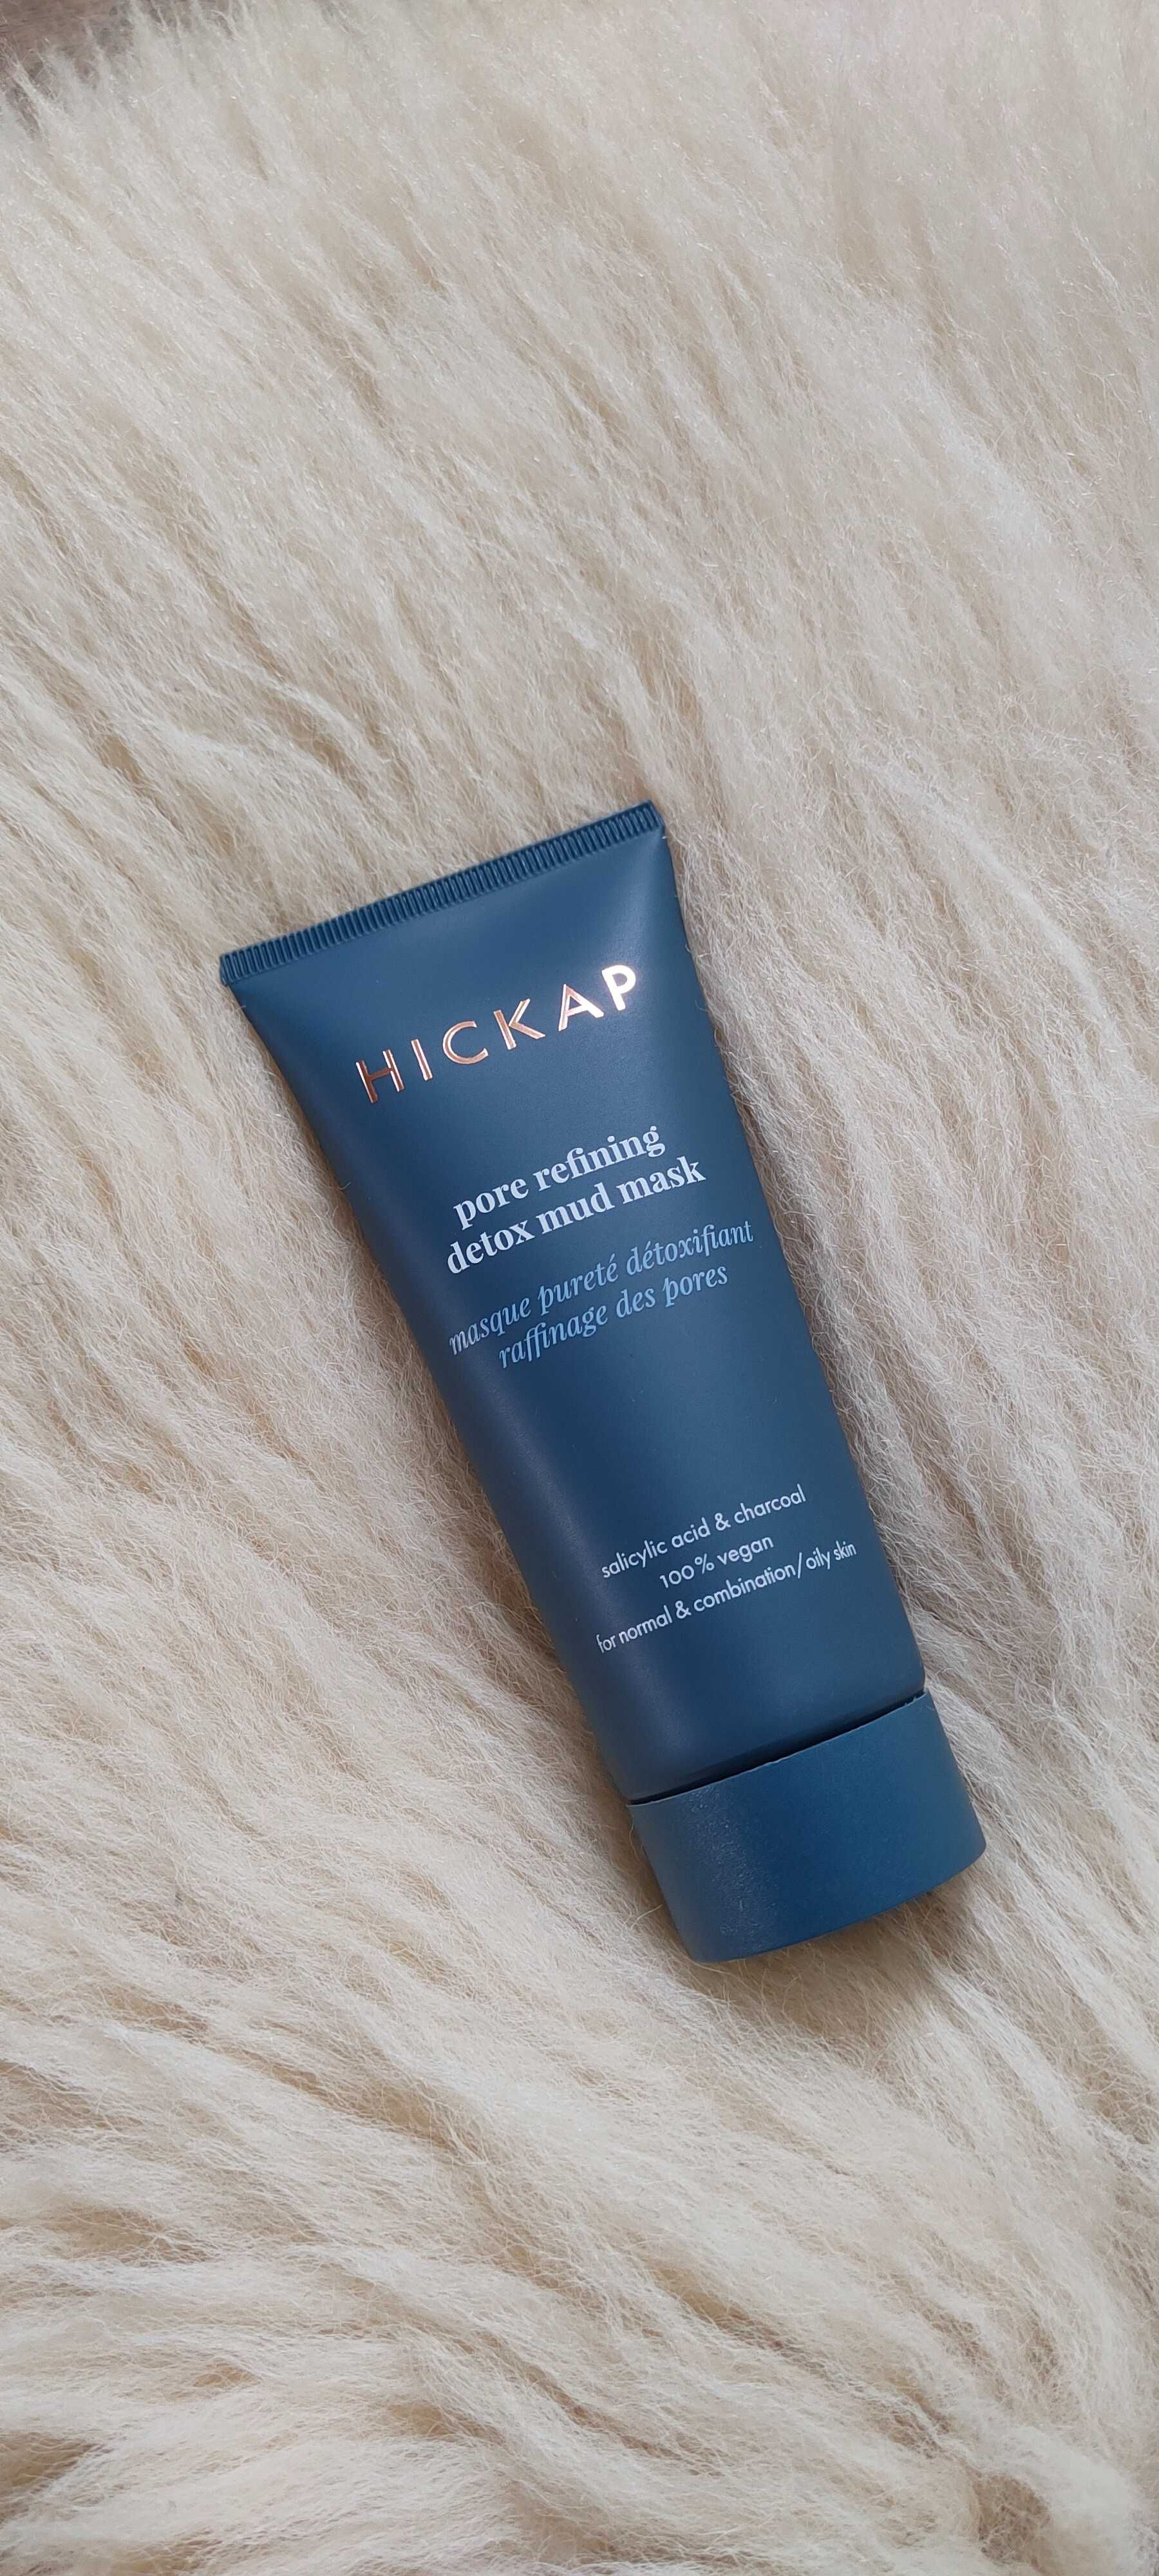 HICKAP
pore refining
detox mud mask
masque pureté détoxifiant
raffinage des pores
salicylic acid & charcoal
100% vegan
for normal & combination/oily skin